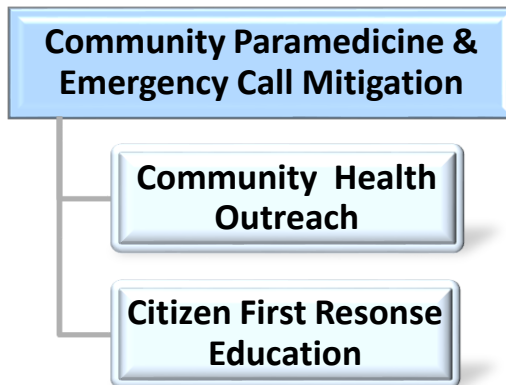 Community Paramedicine &
Emergency Call Mitigation
Community Health
Outreach
Citizen First Resonse
Education